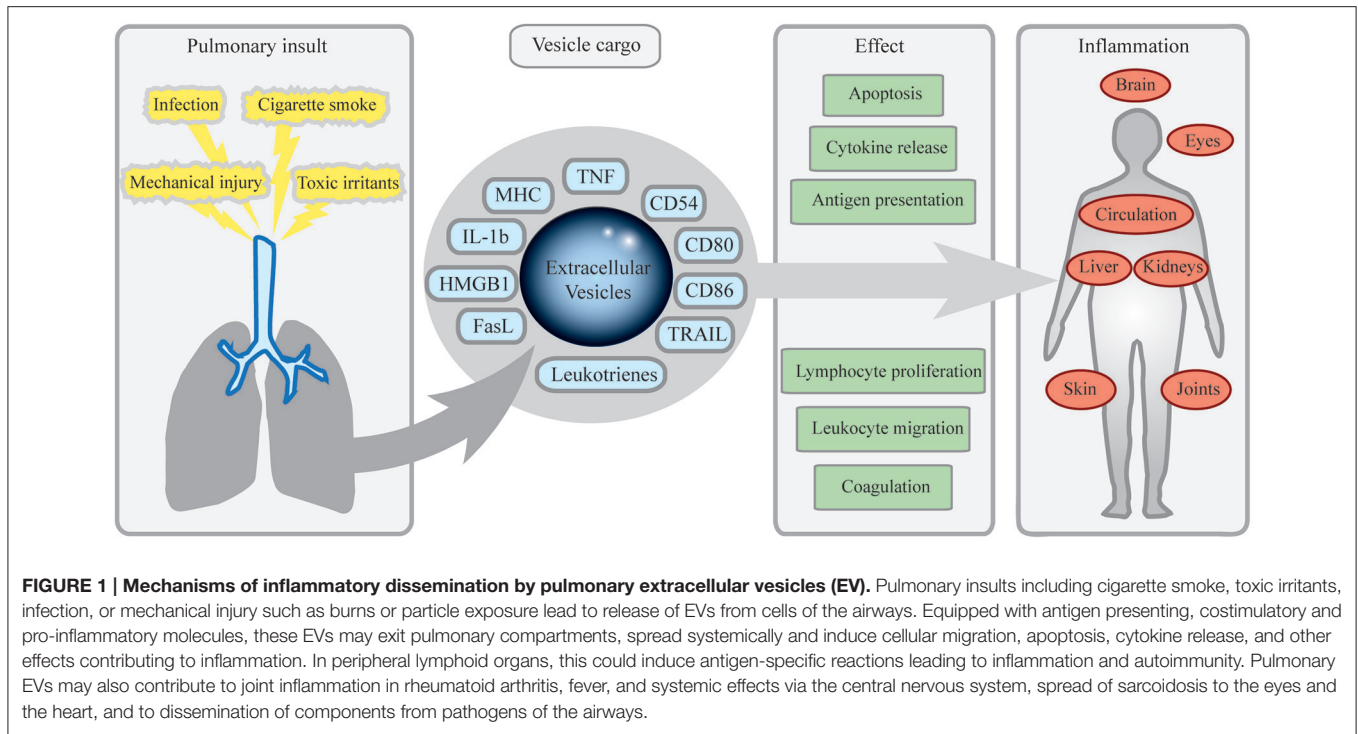 Pulmonary insult
Infection
Cigarette smoke
Mechanical injury
Toxic irritants
Vesicle cargo
TNF
MHC
CD54
IL-1b
CD80
HMGB1
Extracellular
Vesicles
CD86
FasL
TRAIL
Leukotrienes
Effect
Apoptosis
Cytokine release
Antigen presentation
Lymphocyte proliferation
Leukocyte migration
Coagulation
Inflammation
Brain
Eyes
Circulation
Liver
Kidneys
Skin
Joints
FIGURE 1 | Mechanisms of inflammatory dissemination by pulmonary extracellular vesicles (EV). Pulmonary insults including cigarette smoke, toxic irritants,
infection, or mechanical injury such as burns or particle exposure lead to release of EVs from cells of the airways. Equipped with antigen presenting, costimulatory and
pro-inflammatory molecules, these EVs may exit pulmonary compartments, spread systemically and induce cellular migration, apoptosis, cytokine release, and other
effects contributing to inflammation. In peripheral lymphoid organs, this could induce antigen-specific reactions leading to inflammation and autoimmunity. Pulmonary
EVs may also contribute to joint inflammation in rheumatoid arthritis, fever, and systemic effects via the central nervous system, spread of sarcoidosis to the eyes and
the heart, and to dissemination of components from pathogens of the airways.